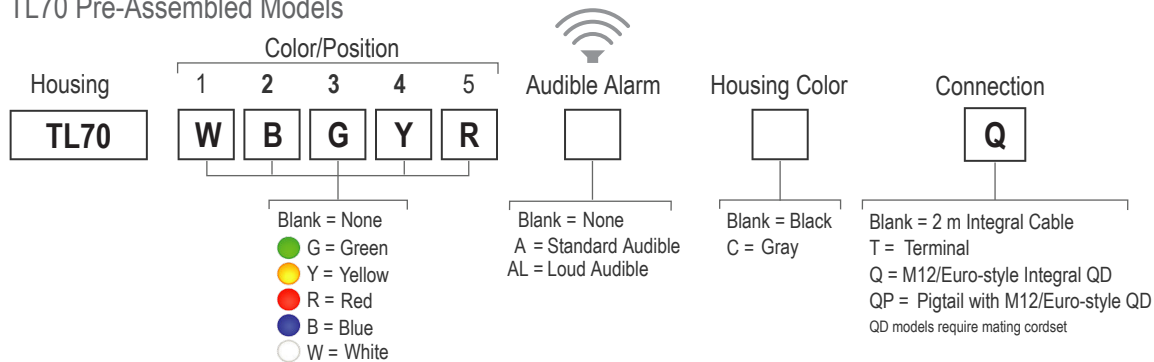 TL70 Pre-Assembled Models
Color/Position
Housing 1 2 3 4 5 Audible Alarm Housing Color Connection
TL70 W B G Y R Q
Blank = None
G = Green
Y = Yellow
R = Red
B = Blue
W = White
Blank = None
A = Standard Audible
AL = Loud Audible
Blank = Black
C = Gray
Blank = 2 m Integral Cable
T = Terminal
Q = M12/Euro-style Integral QD
QP = Pigtail with M12/Euro-style QD
QD models require mating cordset